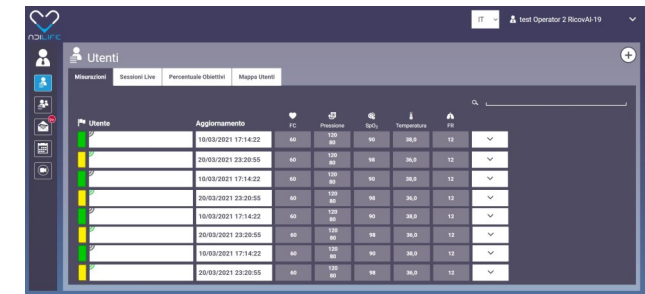 IT
test Operator 2 RicovAI-19
Utenti
Misurazioni Sessioni Live Percentuale Obiettivi Mappa Utenti
Utente Aggiornamento FC Pressione SpO₂ Temperatura FR
10/03/2021 17:14:22 60 120 80 90 38,0 12
20/03/2021 23:20:55 60 120 80 98 36,0 12
10/03/2021 17:14:22 60 120 80 90 38,0 12
20/03/2021 23:20:55 60 120 80 98 36,0 12
10/03/2021 17:14:22 60 120 80 90 38,0 12
20/03/2021 23:20:55 60 120 80 98 36,0 12
10/03/2021 17:14:22 60 120 80 90 38,0 12
20/03/2021 23:20:55 60 120 80 98 36,0 12